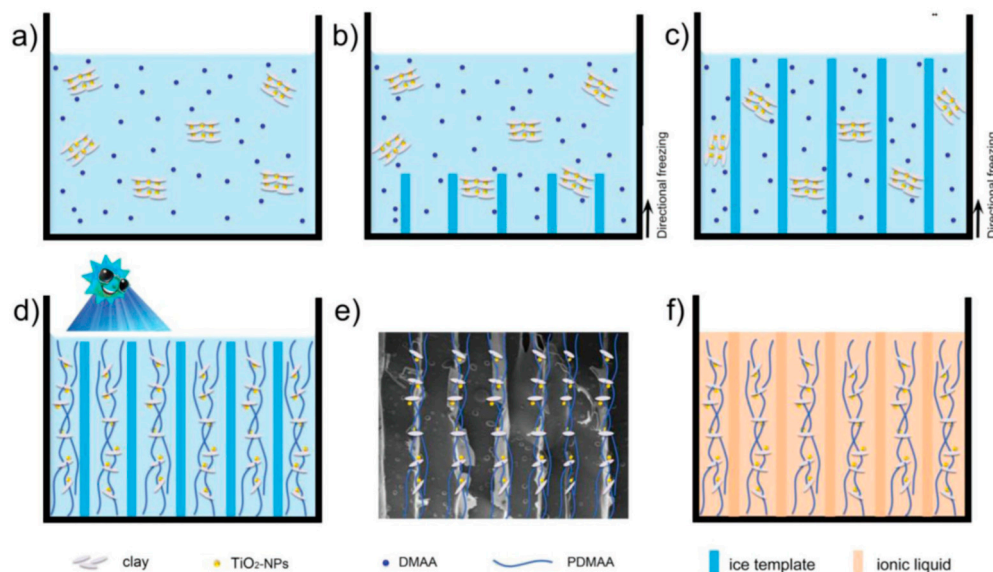 a)
b)
c)
Directional freezing
Directional freezing
d)
e)
f)
clay
TiO2-NPs
DMAA
PDMAA
ice template
ionic liquid